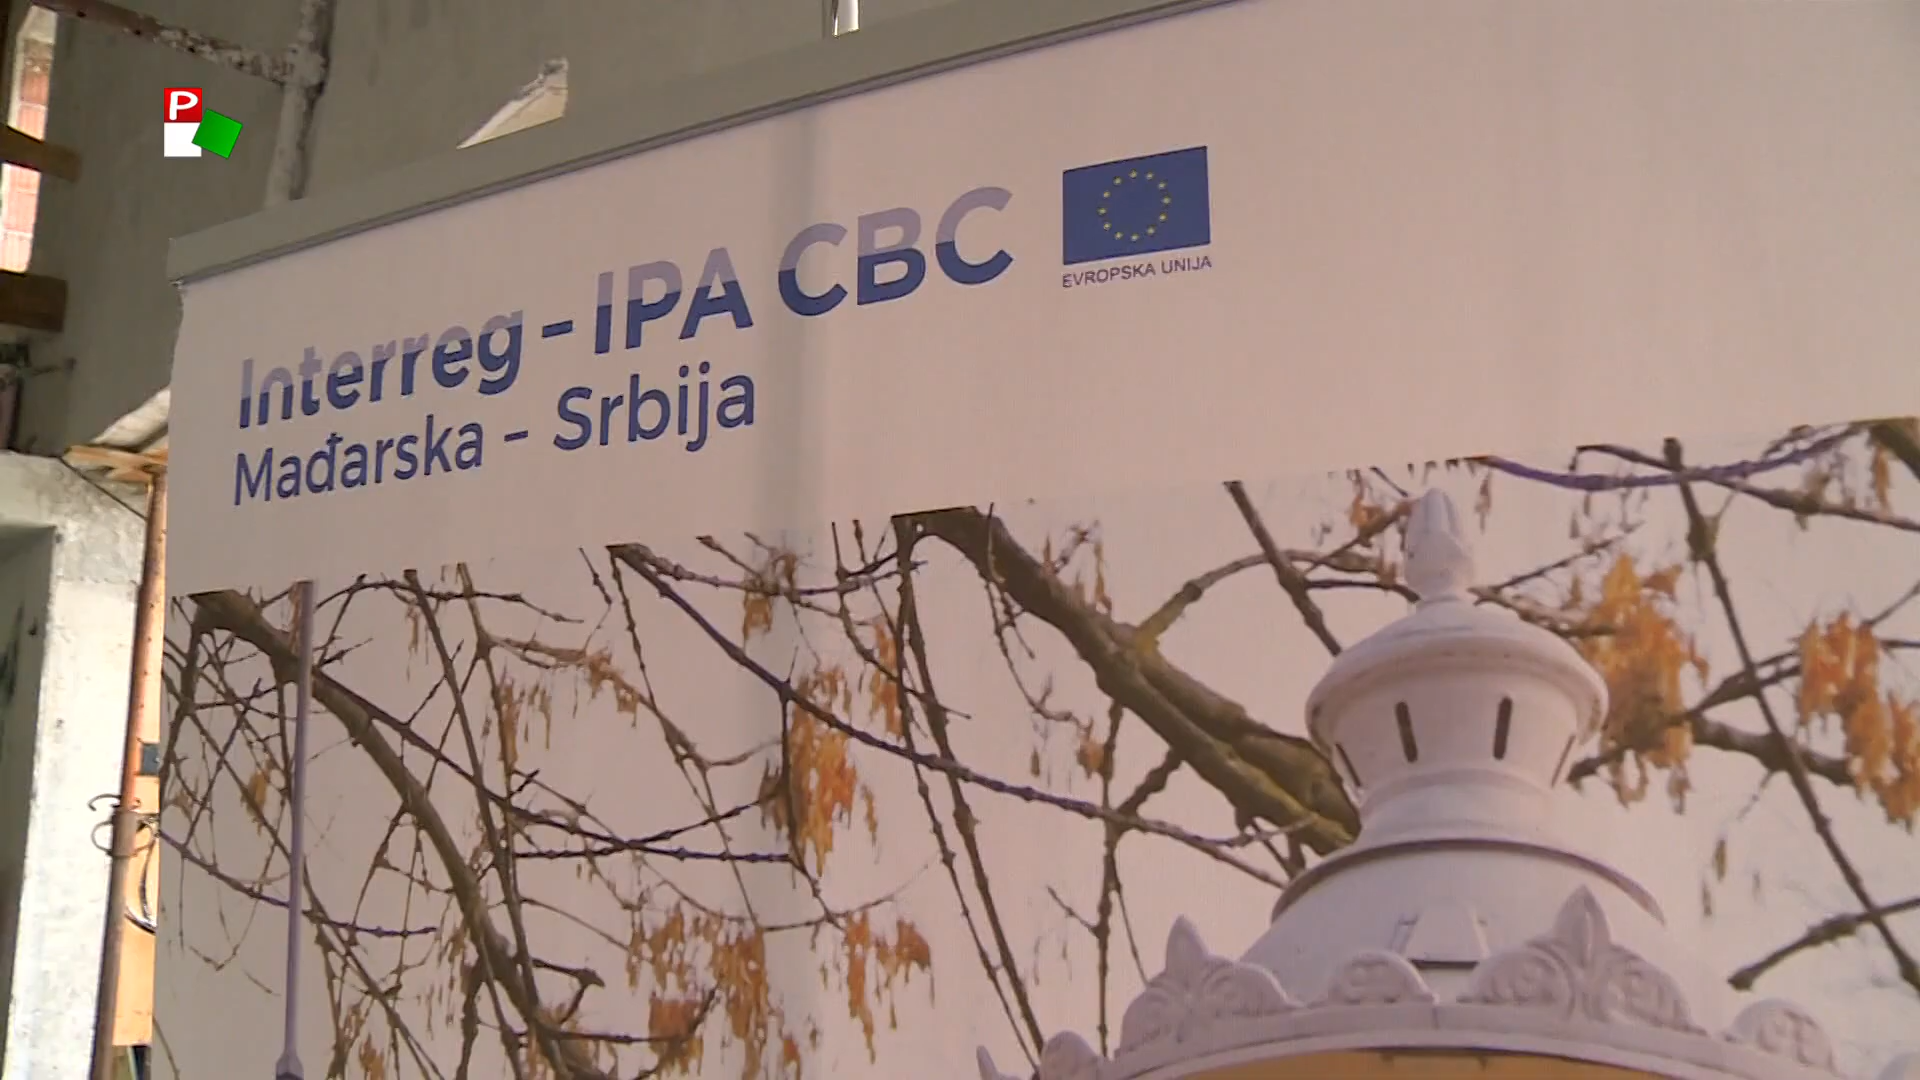 P
Interreg - IPA CBC
Mađarska - Srbija
EVROPSKA UNIJA